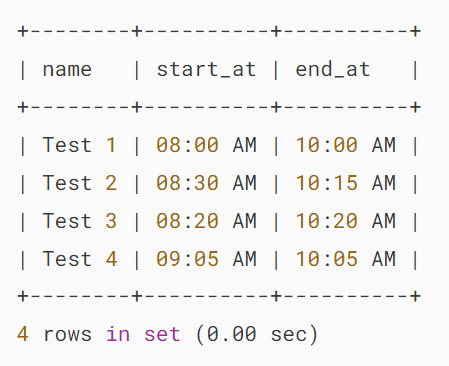 +--------+----------+----------+
| name   | start_at | end_at   |
+--------+----------+----------+
| Test 1 | 08:00 AM | 10:00 AM |
| Test 2 | 08:30 AM | 10:15 AM |
| Test 3 | 08:20 AM | 10:20 AM |
| Test 4 | 09:05 AM | 10:05 AM |
+--------+----------+----------+
4 rows in set (0.00 sec)